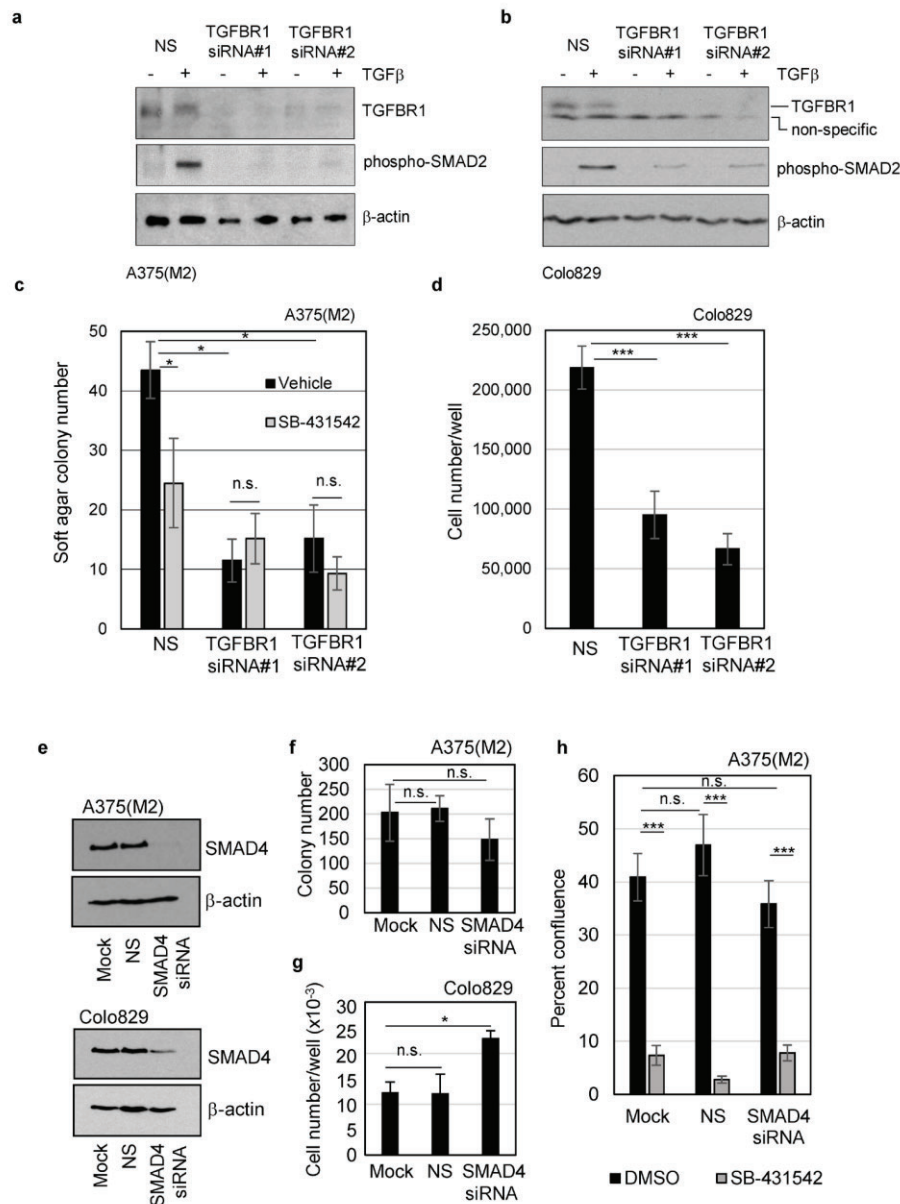 a
NS
TGFBR1
siRNA#1
TGFBR1
siRNA#2
- + - + - + TGFβ
TGFBR1
phospho-SMAD2
β-actin
A375(M2)
b
NS
TGFBR1
siRNA#1
TGFBR1
siRNA#2
- + - + - + TGFβ
TGFBR1
non-specific
phospho-SMAD2
β-actin
Colo829
c
A375(M2)
Soft agar colony number
50
40
30
20
10
0
*
*
*
n.s.
n.s.
Vehicle
SB-431542
NS
TGFBR1
siRNA#1
TGFBR1
siRNA#2
d
Colo829
Cell number/well
250,000
200,000
150,000
100,000
50,000
0
***
***
NS
TGFBR1
siRNA#1
TGFBR1
siRNA#2
e
A375(M2)
SMAD4
β-actin
Mock
NS
SMAD4
siRNA
Colo829
SMAD4
β-actin
Mock
NS
SMAD4
siRNA
f
A375(M2)
Colony number
300
250
200
150
100
50
0
n.s.
n.s.
Mock
NS
SMAD4
siRNA
g
Colo829
Cell number/well (x10⁻³)
25
20
15
10
5
0
*
n.s.
Mock
NS
SMAD4
siRNA
h
A375(M2)
Percent confluence
60
50
40
30
20
10
0
n.s.
n.s.
***
***
***
Mock
NS
SMAD4
siRNA
DMSO
SB-431542